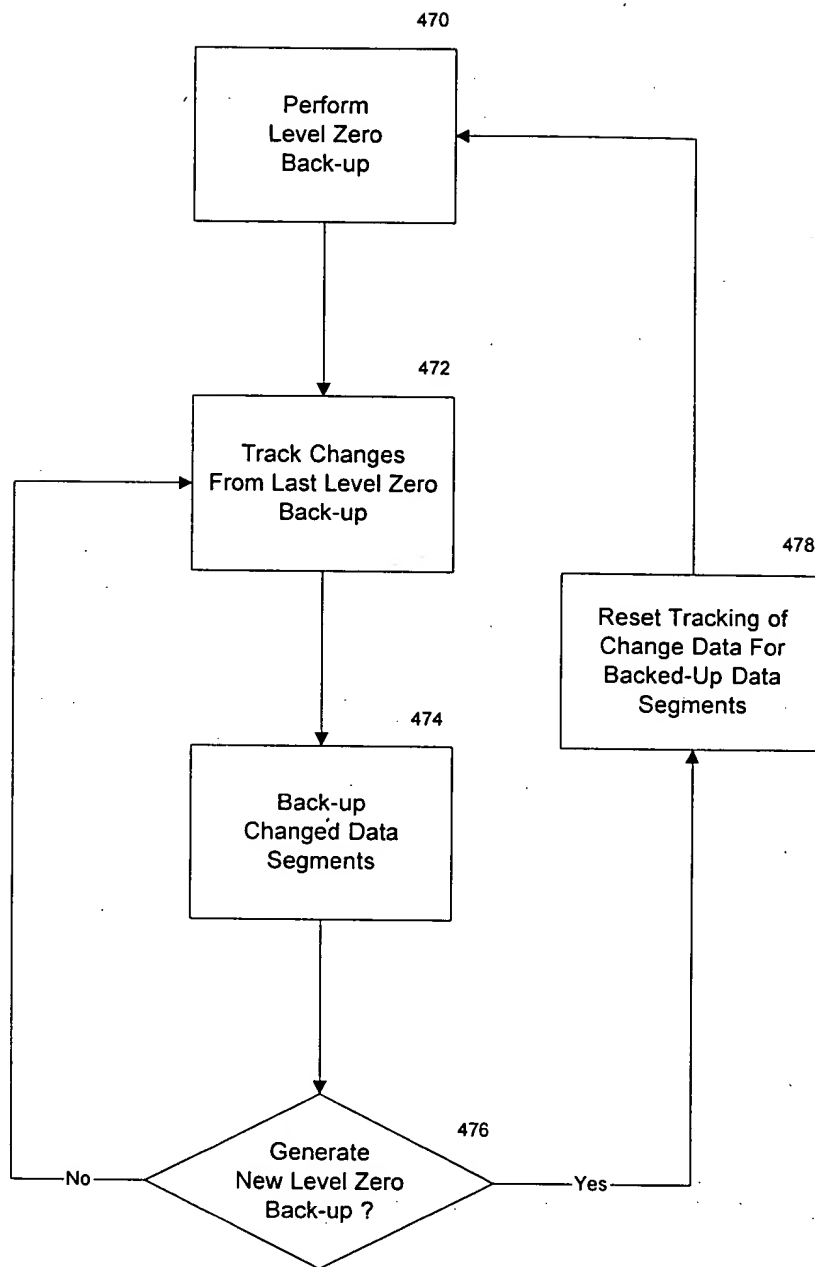 470
Perform
Level Zero
Back-up
472
Track Changes
From Last Level Zero
Back-up
478
Reset Tracking of
Change Data For
Backed-Up Data
Segments
474
Back-up
Changed Data
Segments
476
Generate
New Level Zero
Back-up ?
No
Yes